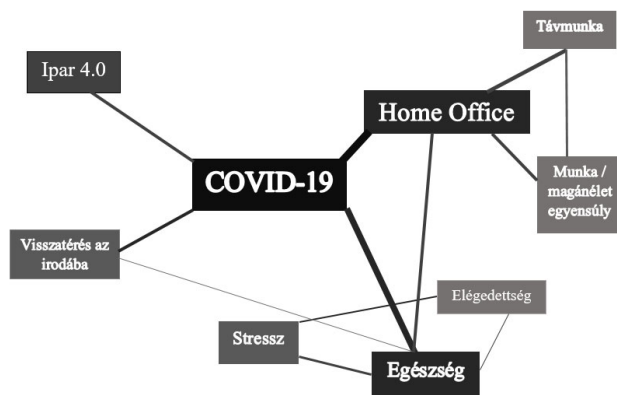 Távmunka
Ipar 4.0
Home Office
COVID-19
Munka /
magánélet
egyensúly
Visszatérés az
irodába
Elégedettség
Stressz
Egészség